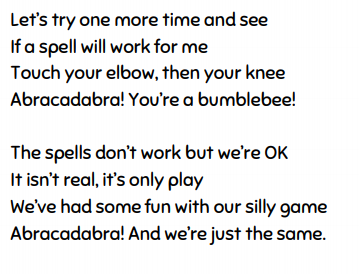 Let's try one more time and see
If a spell will work for me
Touch your elbow, then your knee
Abracadabra! You're a bumblebee!

The spells don't work but we're OK
It isn't real, it's only play
We've had some fun with our silly game
Abracadabra! And we're just the same.